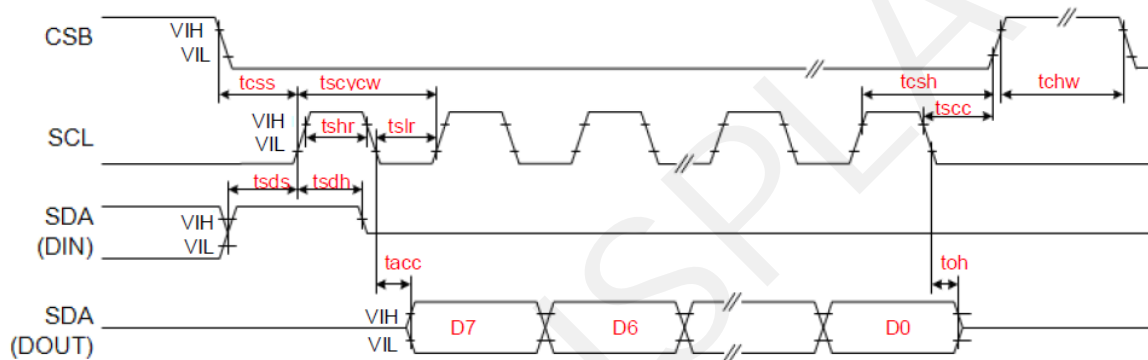 CSB
VIH
VIL
tcss
tscycw
tcsh
tchw
tscc
SCL
VIH
VIL
tshr
tslr
tsds
tsdh
SDA
(DIN)
VIH
VIL
tacc
toh
SDA
(DOUT)
VIH
VIL
D7
D6
D0